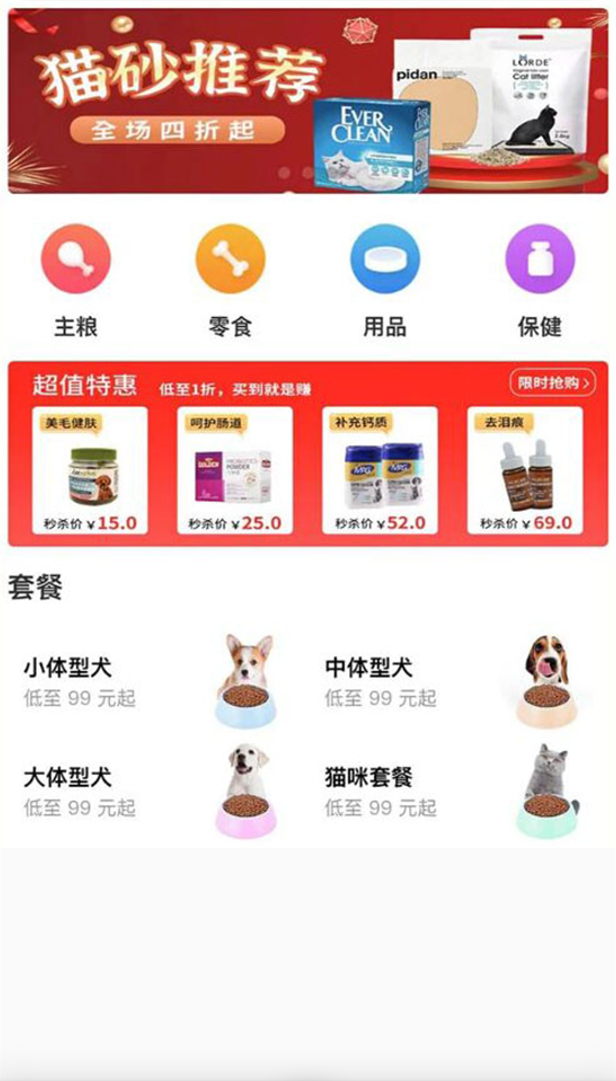 猫砂推荐
全场四折起
pidan
LORDE
Cat litter
2.8kg
EVER
CLEAN
主粮
零食
用品
保健
超值特惠 低至1折，买到就是赚 限时抢购
美毛健肤
呵护肠道
补充钙质
去泪痕
GOLDEN
PROBIOTICS
POWDER
MAG
MAG
秒杀价￥15.0
秒杀价￥25.0
秒杀价￥52.0
秒杀价￥69.0
套餐
小体型犬
低至 99 元起
中体型犬
低至 99 元起
大体型犬
低至 99 元起
猫咪套餐
低至 99 元起